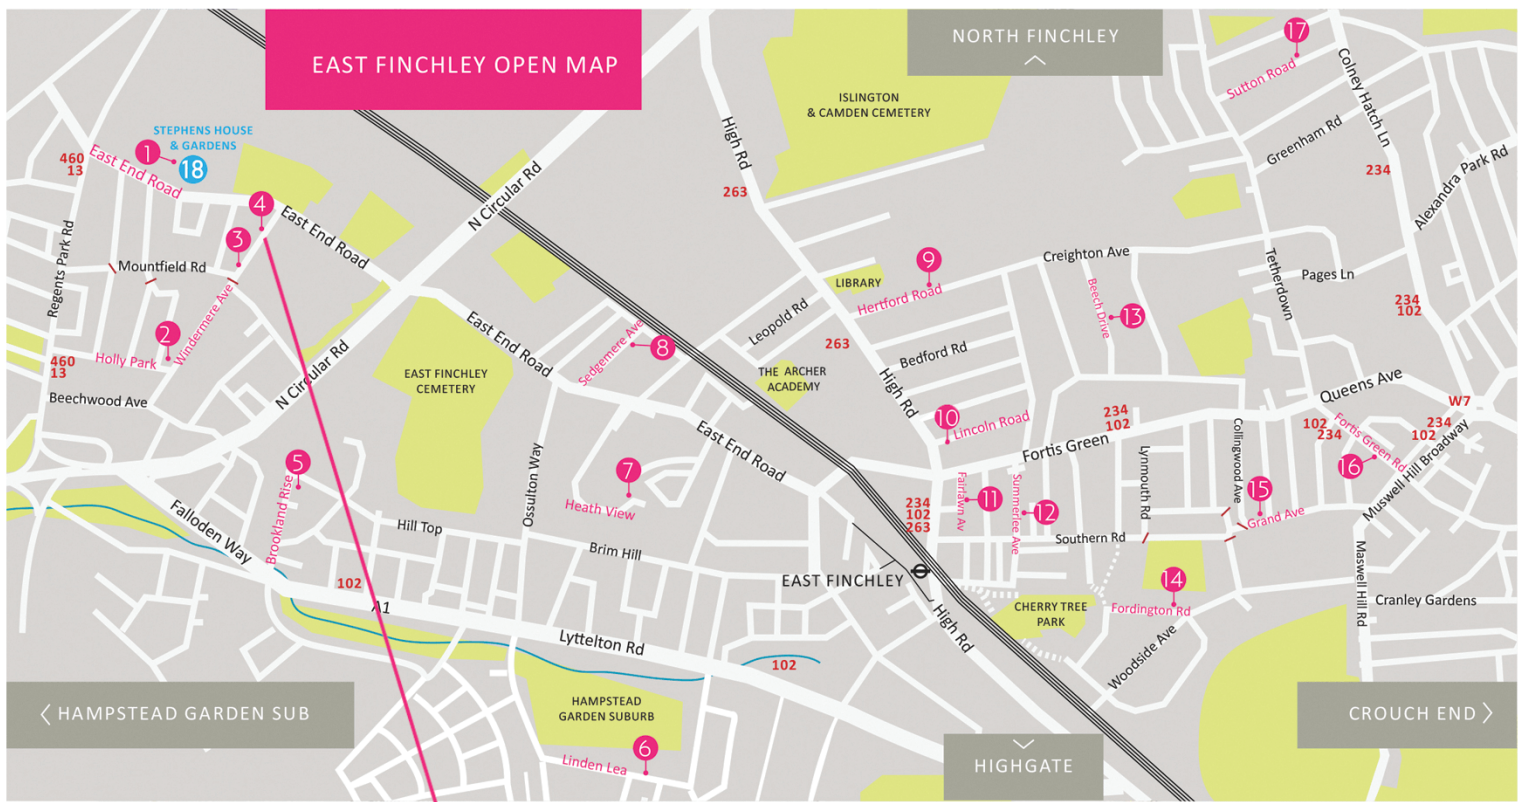 EAST FINCHLEY OPEN MAP
NORTH FINCHLEY
17
Sutton Road
Colney Hatch Ln
ISLINGTON
& CAMDEN CEMETERY
High Rd
263
Greenham Rd
234
Alexandra Park Rd
STEPHENS HOUSE
& GARDENS
460
13
1
18
East End Road
4
3
East End Road
N Circular Rd
Regents Park Rd
Mountfield Rd
Windermere Ave
2
Holly Park
460
13
Beechwood Ave
N Circular Rd
East End Road
EAST FINCHLEY
CEMETERY
Sedgemere Ave
8
Leopold Rd
LIBRARY
9
Hertford Road
Creighton Ave
Beech Drive
13
Tetherdown
Pages Ln
234
102
263
Bedford Rd
THE ARCHER
ACADEMY
High Rd
10
Lincoln Road
Fortis Green
234
102
Queens Ave
W7
102
234
234
102
Fortis Green Rd
16
Muswell Hill Broadway
East End Road
5
Brookland Rise
Falloden Way
Hill Top
Ossulton Way
7
Heath View
Brim Hill
234
102
263
Fairlawn Av
11
Summerlee Ave
12
Lynmouth Rd
Collingwood Ave
15
Grand Ave
Southern Rd
EAST FINCHLEY
14
Fordington Rd
CHERRY TREE
PARK
High Rd
Woodside Ave
Maswell Hill Rd
Cranley Gardens
102
A1
Lyttelton Rd
102
HAMPSTEAD
GARDEN SUBURB
6
Linden Lea
HAMPSTEAD GARDEN SUB
HIGHGATE
CROUCH END